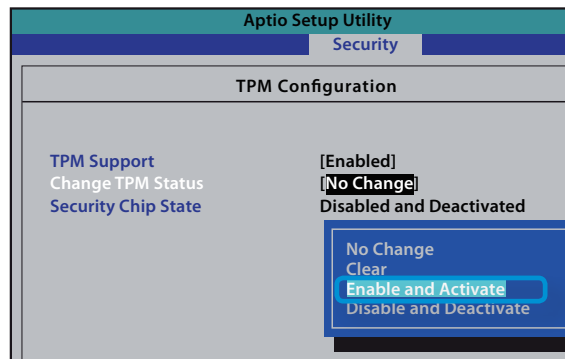 Aptio Setup Utility
Security
TPM Configuration
TPM Support [Enabled]
Change TPM Status [No Change]
Security Chip State Disabled and Deactivated
No Change
Clear
Enable and Activate
Disable and Deactivate